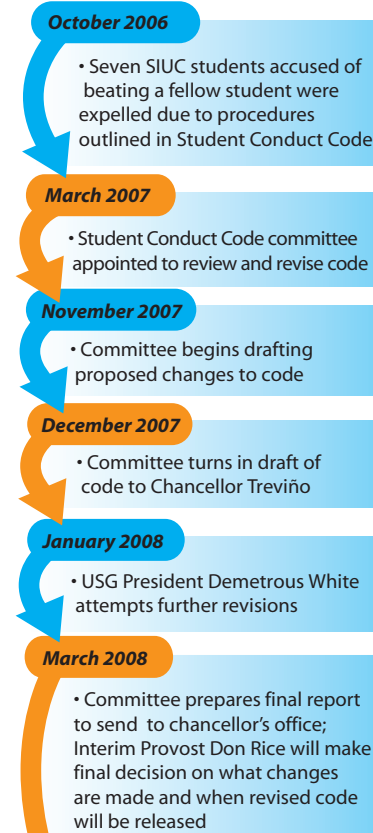 October 2006
• Seven SIUC students accused of
beating a fellow student were
expelled due to procedures
outlined in Student Conduct Code
March 2007
• Student Conduct Code committee
appointed to review and revise code
November 2007
• Committee begins drafting
proposed changes to code
December 2007
• Committee turns in draft of
code to Chancellor Treviño
January 2008
• USG President Demetrous White
attempts further revisions
March 2008
• Committee prepares final report
to send to chancellor's office;
Interim Provost Don Rice will make
final decision on what changes
are made and when revised code
will be released